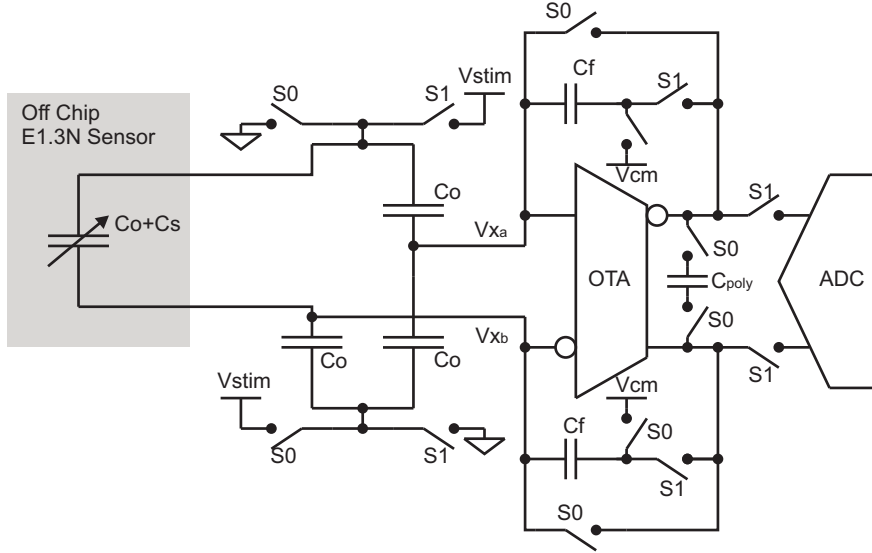 S0
Cf
S1
Vstim
S0
S1
Off Chip
E1.3N Sensor
Vcm
Co
S1
Co+Cs
Vxa
S0
OTA
Cpoly
ADC
Vxb
S0
Co
Co
S1
Vstim
Vcm
Cf
S0
S0
S1
S1
S0